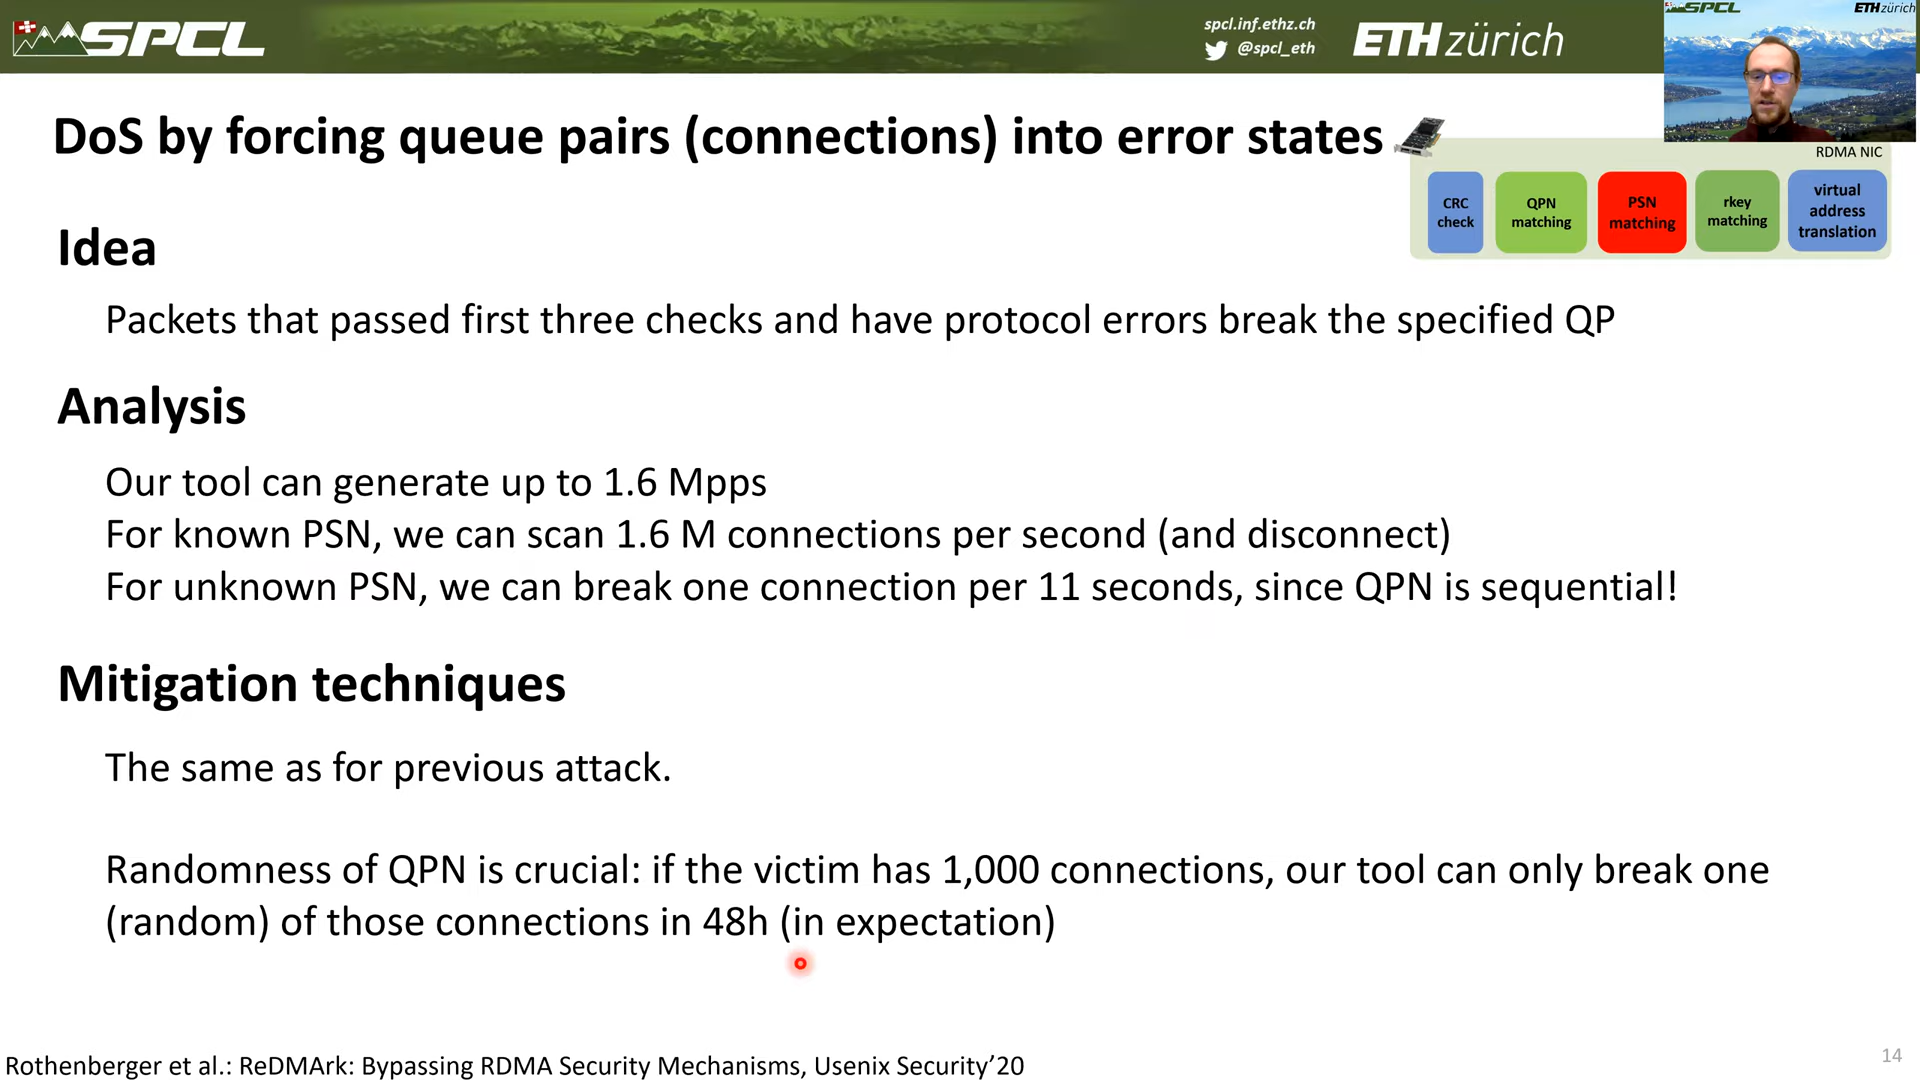 SPCL
spcl.inf.ethz.ch
@spcl_eth
ETH zürich
SPCL
ETH zürich
DoS by forcing queue pairs (connections) into error states
RDMA NIC
CRC
check
QPN
matching
PSN
matching
rkey
matching
virtual
address
translation
Idea
Packets that passed first three checks and have protocol errors break the specified QP
Analysis
Our tool can generate up to 1.6 Mpps
For known PSN, we can scan 1.6 M connections per second (and disconnect)
For unknown PSN, we can break one connection per 11 seconds, since QPN is sequential!
Mitigation techniques
The same as for previous attack.
Randomness of QPN is crucial: if the victim has 1,000 connections, our tool can only break one
(random) of those connections in 48h (in expectation)
Rothenberger et al.: ReDMArk: Bypassing RDMA Security Mechanisms, Usenix Security’20
14